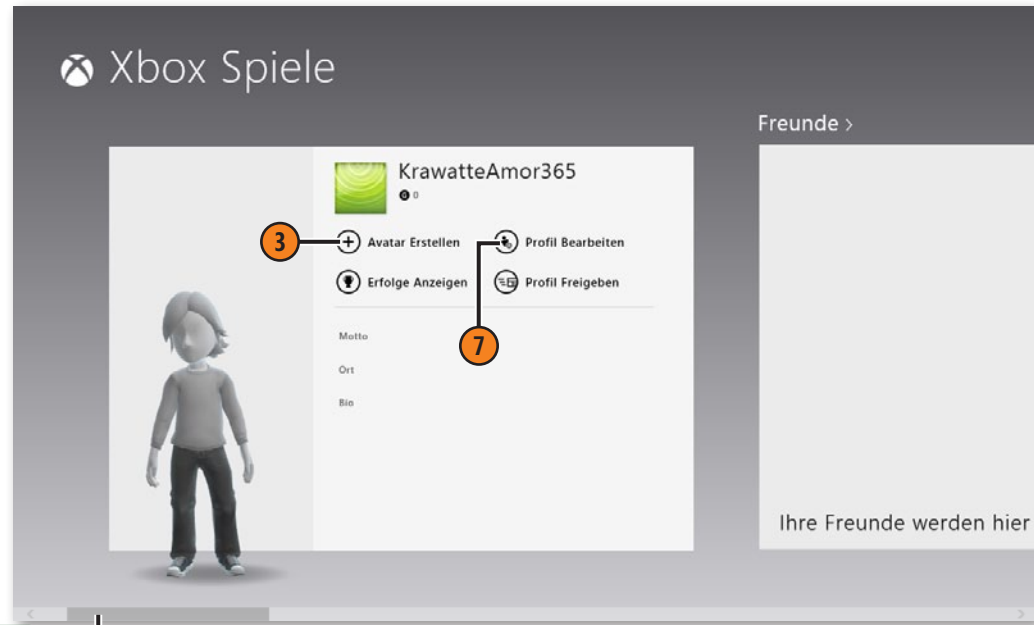 Xbox Spiele
Freunde >
KrawatteAmor365
G 0
3
Avatar Erstellen
Profil Bearbeiten
Erfolge Anzeigen
Profil Freigeben
Motto
7
Ort
Bio
Ihre Freunde werden hier